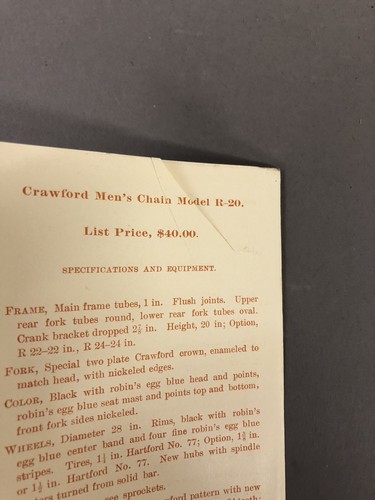 Crawford Men's Chain Model R-20.
List Price, $40.00.
SPECIFICATIONS AND EQUIPMENT.
FRAME, Main frame tubes, 1 in. Flush joints. Upper
rear fork tubes round, lower rear fork tubes oval.
Crank bracket dropped in. Height, 20 in; Option,
R 22–22 in., R 24–24 in.
FORK, Special two plate Crawford crown, enameled to
match head, with nickeled edges.
COLOR, Black with robin's egg blue head and points,
robin's egg blue seat mast and points top and bottom,
front fork sides nickeled.
WHEELS, Diameter 28 in. Rims, black with robin's
egg blue center band and four fine robin's egg blue
stripes. Tires, 1½ in. Hartford No. 77; Option, in.
or 1½ in. Hartford No. 77. New hubs with spindle
turned from solid bar.
sprockets.
pattern with new